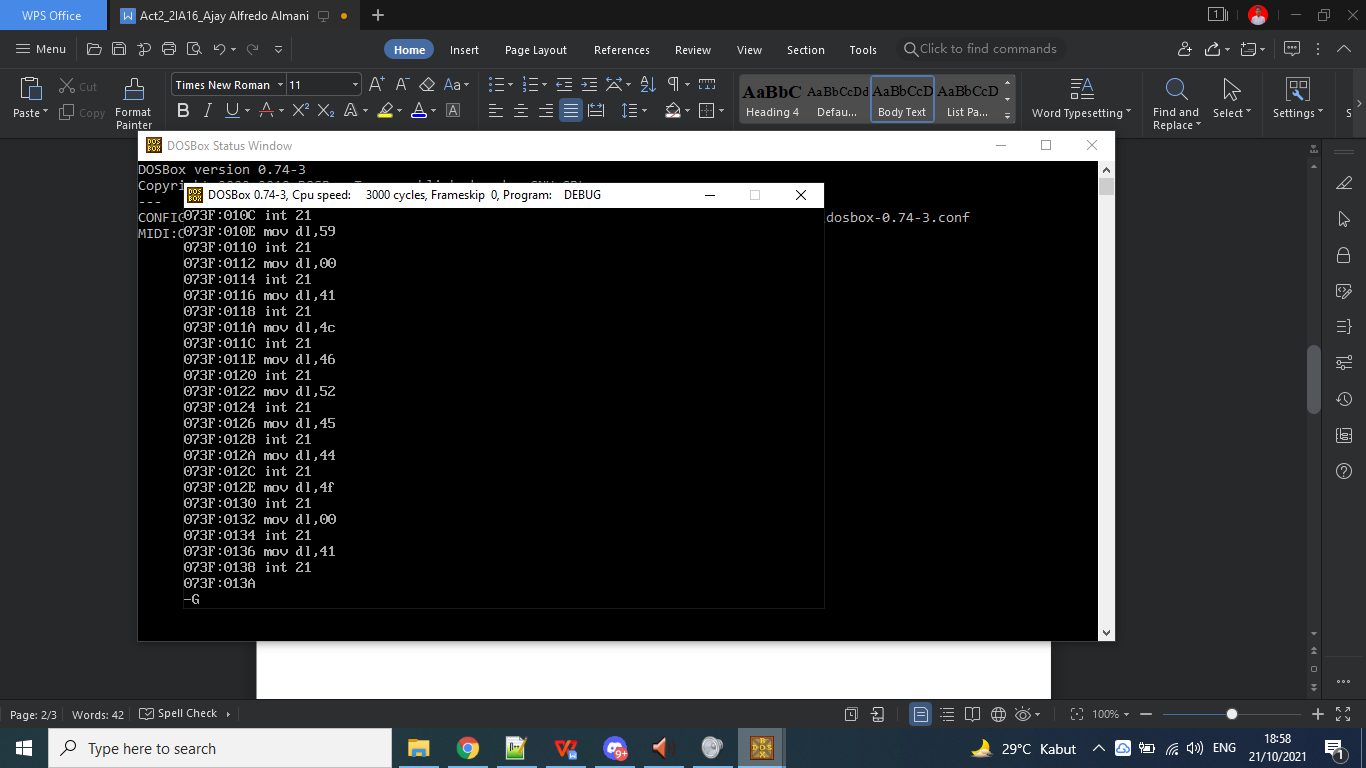 WPS Office
Act2_2IA16_Ajay Alfredo Almani
Menu
Home
Insert
Page Layout
References
Review
View
Section
Tools
Click to find commands
Paste
Cut
Copy
Format
Painter
Times New Roman
11
AaBbC
Heading 4
AaBbCcDd
Defau...
AaBbCcD
Body Text
AaBbCcD
List Pa...
Word Typesetting
Find and
Replace
Select
Settings
DOSBox Status Window
DOSBox version 0.74-3
---
CONFIG
dosbox-0.74-3.conf
DOSBox 0.74-3, Cpu speed: 3000 cycles, Frameskip 0, Program: DEBUG
073F:010C int 21
073F:010E mov dl,59
073F:0110 int 21
073F:0112 mov dl,00
073F:0114 int 21
073F:0116 mov dl,41
073F:0118 int 21
073F:011A mov dl,4c
073F:011C int 21
073F:011E mov dl,46
073F:0120 int 21
073F:0122 mov dl,52
073F:0124 int 21
073F:0126 mov dl,45
073F:0128 int 21
073F:012A mov dl,44
073F:012C int 21
073F:012E mov dl,4f
073F:0130 int 21
073F:0132 mov dl,00
073F:0134 int 21
073F:0136 mov dl,41
073F:0138 int 21
073F:013A
-G
Page: 2/3
Words: 42
Spell Check
100%
Type here to search
29°C Kabut
ENG
18:58
21/10/2021